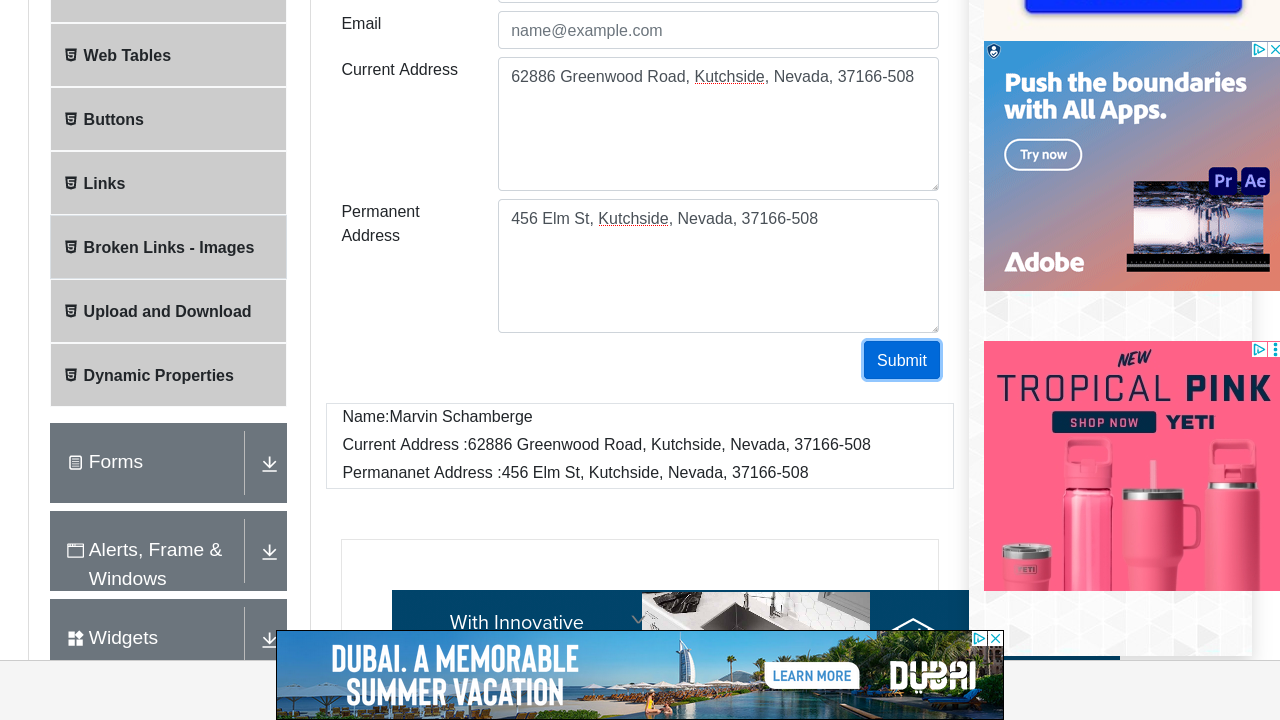 Email
name@example.com
Web Tables
Current Address
62886 Greenwood Road, Kutchside, Nevada, 37166-508
Push the boundaries
with All Apps.
Buttons
Try now
Links
Pr Ae
Permanent
Address
456 Elm St, Kutchside, Nevada, 37166-508
Broken Links - Images
Adobe
Upload and Download
Submit
Dynamic Properties
NEW
TROPICAL PINK
SHOP NOW YETI
Name:Marvin Schamberge
Current Address :62886 Greenwood Road, Kutchside, Nevada, 37166-508
Permananet Address :456 Elm St, Kutchside, Nevada, 37166-508
Forms
Alerts, Frame &
Windows
YETI
With Innovative
Widgets
DUBAI. A MEMORABLE
SUMMER VACATION
LEARN MORE
DUBAI